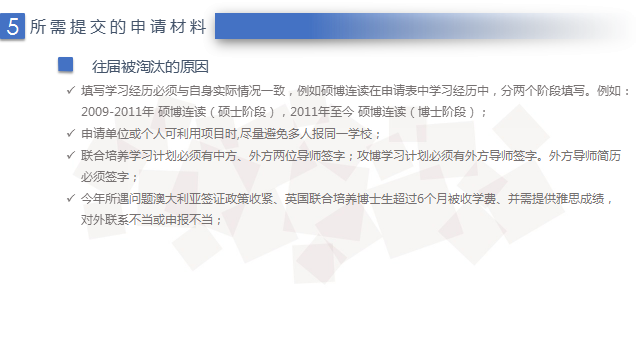 5 所需提交的申请材料
往届被淘汰的原因
✓ 填写学习经历必须与自身实际情况一致，例如硕博连读在申请表中学习经历中，分两个阶段填写。例如：
2009-2011年 硕博连读（硕士阶段），2011年至今 硕博连读（博士阶段）；
✓ 申请单位或个人可利用项目时,尽量避免多人报同一学校；
✓ 联合培养学习计划必须有中方、外方两位导师签字；攻博学习计划必须有外方导师签字。外方导师简历
必须签字；
✓ 今年所遇问题澳大利亚签证政策收紧、英国联合培养博士生超过6个月被收学费、并需提供雅思成绩，
对外联系不当或申报不当；